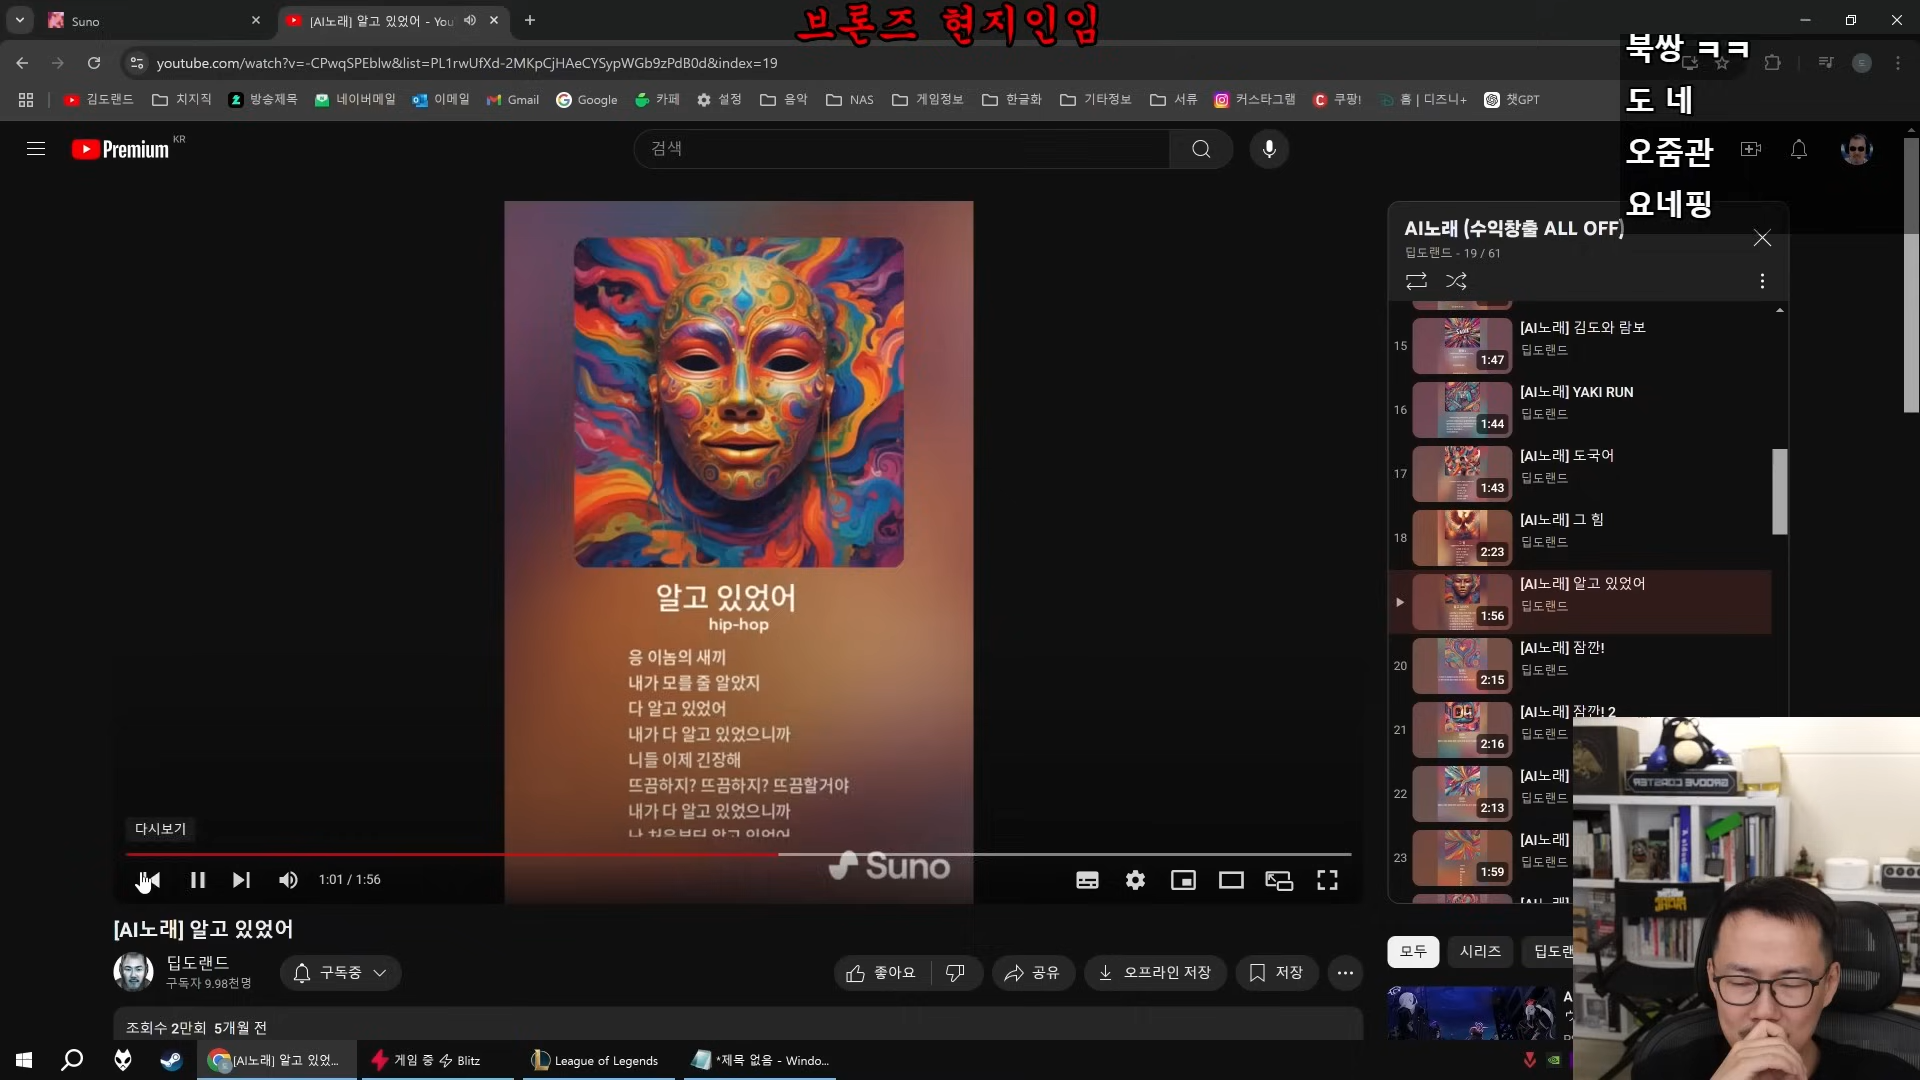 브론즈 현지인임
Suno
[AI노래] 알고 있었어 - You
youtube.com/watch?v=-CPwqSPEblw&list=PL1rwUfXd-2MKpCjHAeCYSypWGb9zPdB0d&index=19
김도랜드
치지직
방송제목
네이버메일
이메일
Gmail
Google
카페
설정
음악
NAS
게임정보
한글화
기타정보
서류
커스타그램
쿠팡!
홈 | 디즈니+
챗GPT
북쌍 ㅋㅋ
도 네
오줌관
요네핑
Premium KR
검색
알고 있었어
hip-hop
응 이놈의 새끼
내가 모를 줄 알았지
다 알고 있었어
내가 다 알고 있었으니까
니들 이제 긴장해
뜨끔하지? 뜨끔하지? 뜨끔할거야
내가 다 알고 있었으니까
난 처음부터 알고 있었어
Suno
다시보기
1:01 / 1:56
AI노래 (수익창출 ALL OFF)
딥도랜드 - 19 / 61
15
1:47
[AI노래] 김도와 람보
딥도랜드
16
1:44
[AI노래] YAKI RUN
딥도랜드
17
1:43
[AI노래] 도국어
딥도랜드
18
2:23
[AI노래] 그 힘
딥도랜드
1:56
[AI노래] 알고 있었어
딥도랜드
20
2:15
[AI노래] 잠깐!
딥도랜드
21
2:16
[AI노래] 잠깐! 2
딥도랜드
22
2:13
[AI노래]
딥도랜드
23
1:59
[AI노래]
딥도랜드
[AI노래] 알고 있었어
딥도랜드
구독자 9.98천명
구독중
좋아요
공유
오프라인 저장
저장
조회수 2만회 5개월 전
모두
시리즈
딥도랜
[AI노래] 알고 있었...
게임 중
Blitz
League of Legends
*제목 없음 - Windo...